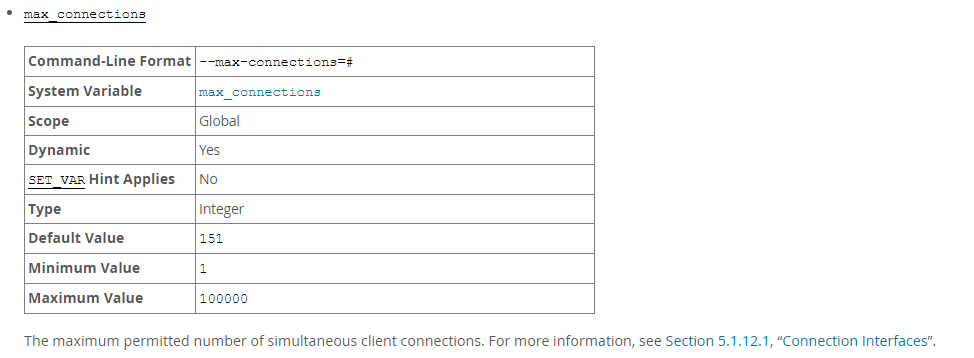 • max_connections
Command-Line Format --max-connections=#
System Variable max_connections
Scope Global
Dynamic Yes
SET_VAR Hint Applies No
Type Integer
Default Value 151
Minimum Value 1
Maximum Value 100000
The maximum permitted number of simultaneous client connections. For more information, see Section 5.1.12.1, “Connection Interfaces”.